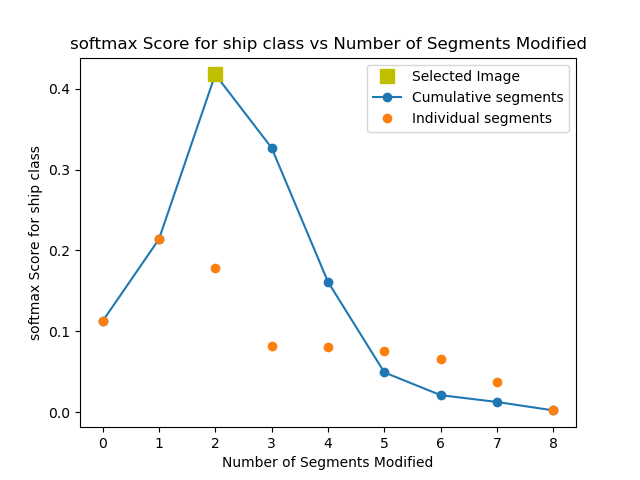 softmax Score for ship class vs Number of Segments Modified
Selected Image
Cumulative segments
Individual segments
softmax Score for ship class
0.4
0.3
0.2
0.1
0.0
0 1 2 3 4 5 6 7 8
Number of Segments Modified